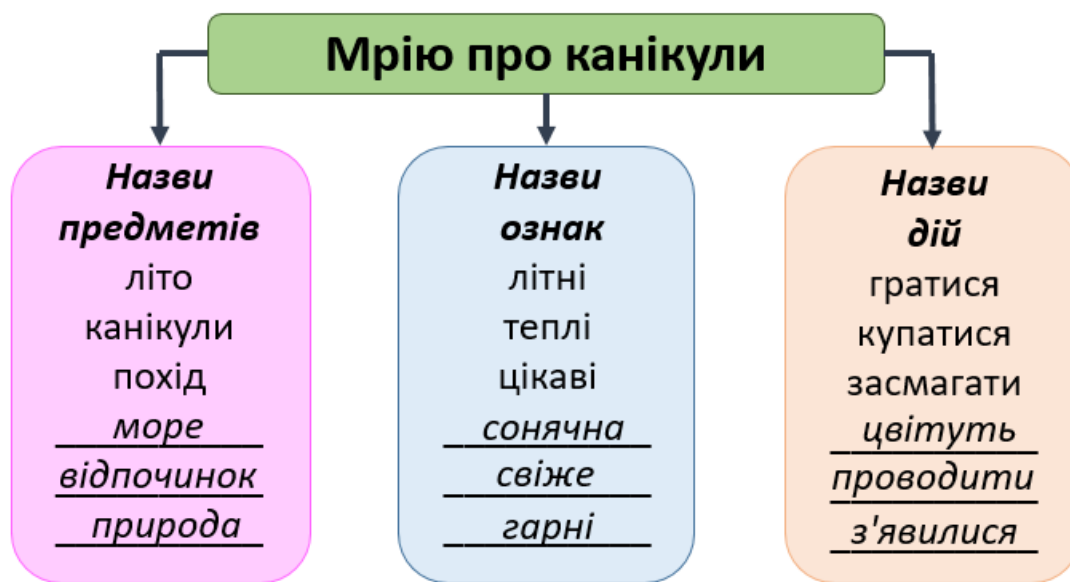 Мрію про канікули
Назви
предметів
літо
канікули
похід
море
відпочинок
природа
Назви
ознак
літні
теплі
цікаві
сонячна
свіже
гарні
Назви
дій
гратися
купатися
засмагати
цвітуть
проводити
з'явилися